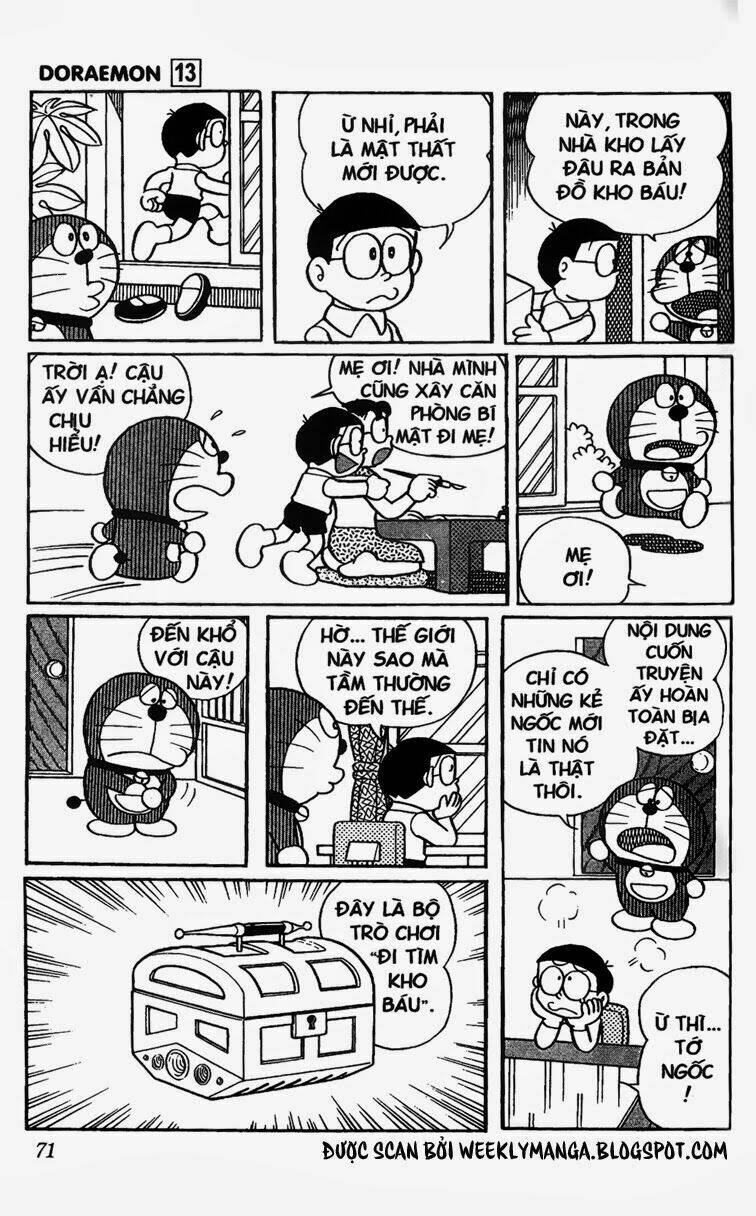 DORAEMON 13
NÀY, TRONG
NHÀ KHO LẤY
ĐÂU RA BẢN
ĐỒ KHO BÁU!
Ừ NHỈ, PHẢI
LÀ MẬT THẤT
MỚI ĐƯỢC.
MẸ
ƠI!
MẸ ƠI! NHÀ MÌNH
CŨNG XÂY CĂN
PHÒNG BÍ
MẬT ĐI MẸ!
TRỜI Ạ! CẬU
ẤY VẪN CHẲNG
CHỊU
HIỂU!
NỘI DUNG
CUỐN
TRUYỆN
ẤY HOÀN
TOÀN BỊA
ĐẶT...
CHỈ CÓ
NHỮNG KẺ
NGỐC MỚI
TIN NÓ
LÀ THẬT
THÔI.
Ừ THÌ...
TỚ
NGỐC
!
HỜ... THẾ GIỚI
NÀY SAO MÀ
TẦM THƯỜNG
ĐẾN THẾ.
ĐẾN KHỔ
VỚI CẬU
NÀY!
ĐÂY LÀ BỘ
TRÒ CHƠI
“ĐI TÌM
KHO
BÁU”.
71
ĐƯỢC SCAN BỞI WEEKLYMANGA.BLOGSPOT.COM